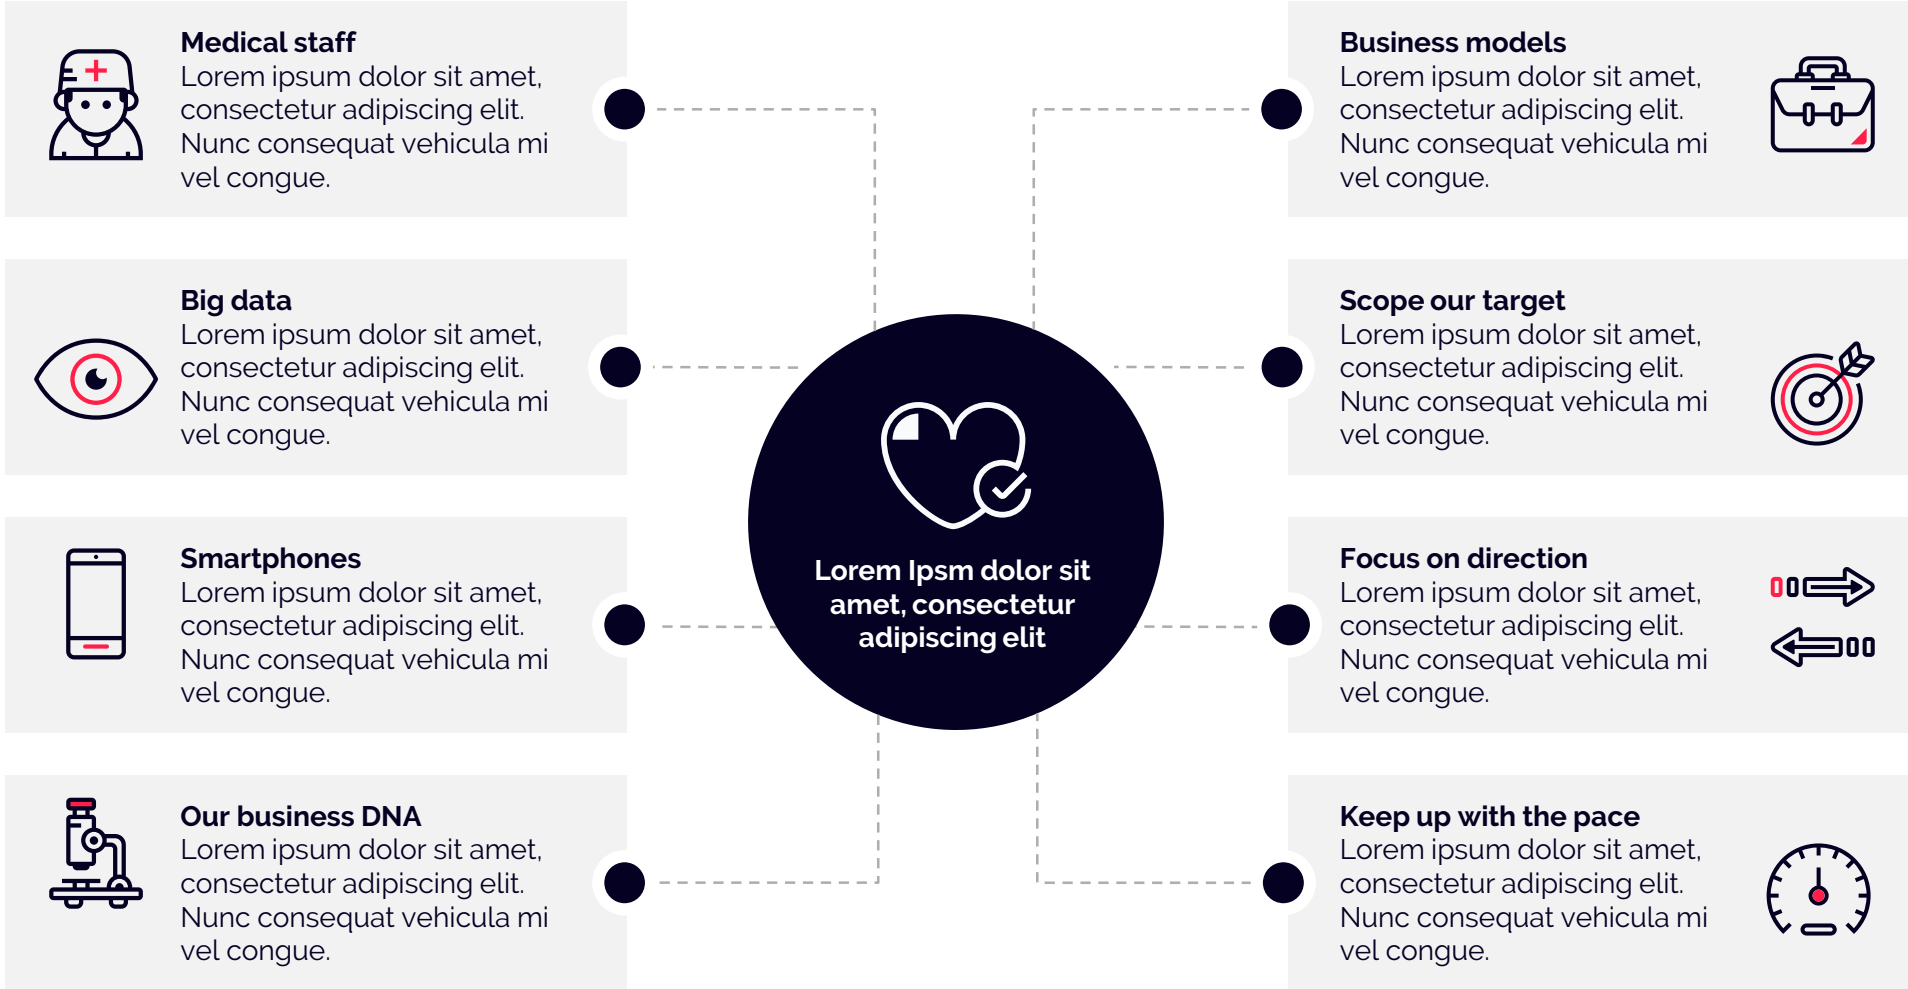 Medical staff
Lorem ipsum dolor sit amet,
consectetur adipiscing elit.
Nunc consequat vehicula mi
vel congue.
Big data
Lorem ipsum dolor sit amet,
consectetur adipiscing elit.
Nunc consequat vehicula mi
vel congue.
Smartphones
Lorem ipsum dolor sit amet,
consectetur adipiscing elit.
Nunc consequat vehicula mi
vel congue.
Our business DNA
Lorem ipsum dolor sit amet,
consectetur adipiscing elit.
Nunc consequat vehicula mi
vel congue.
Lorem Ipsm dolor sit
amet, consectetur
adipiscing elit
Business models
Lorem ipsum dolor sit amet,
consectetur adipiscing elit.
Nunc consequat vehicula mi
vel congue.
Scope our target
Lorem ipsum dolor sit amet,
consectetur adipiscing elit.
Nunc consequat vehicula mi
vel congue.
Focus on direction
Lorem ipsum dolor sit amet,
consectetur adipiscing elit.
Nunc consequat vehicula mi
vel congue.
Keep up with the pace
Lorem ipsum dolor sit amet,
consectetur adipiscing elit.
Nunc consequat vehicula mi
vel congue.